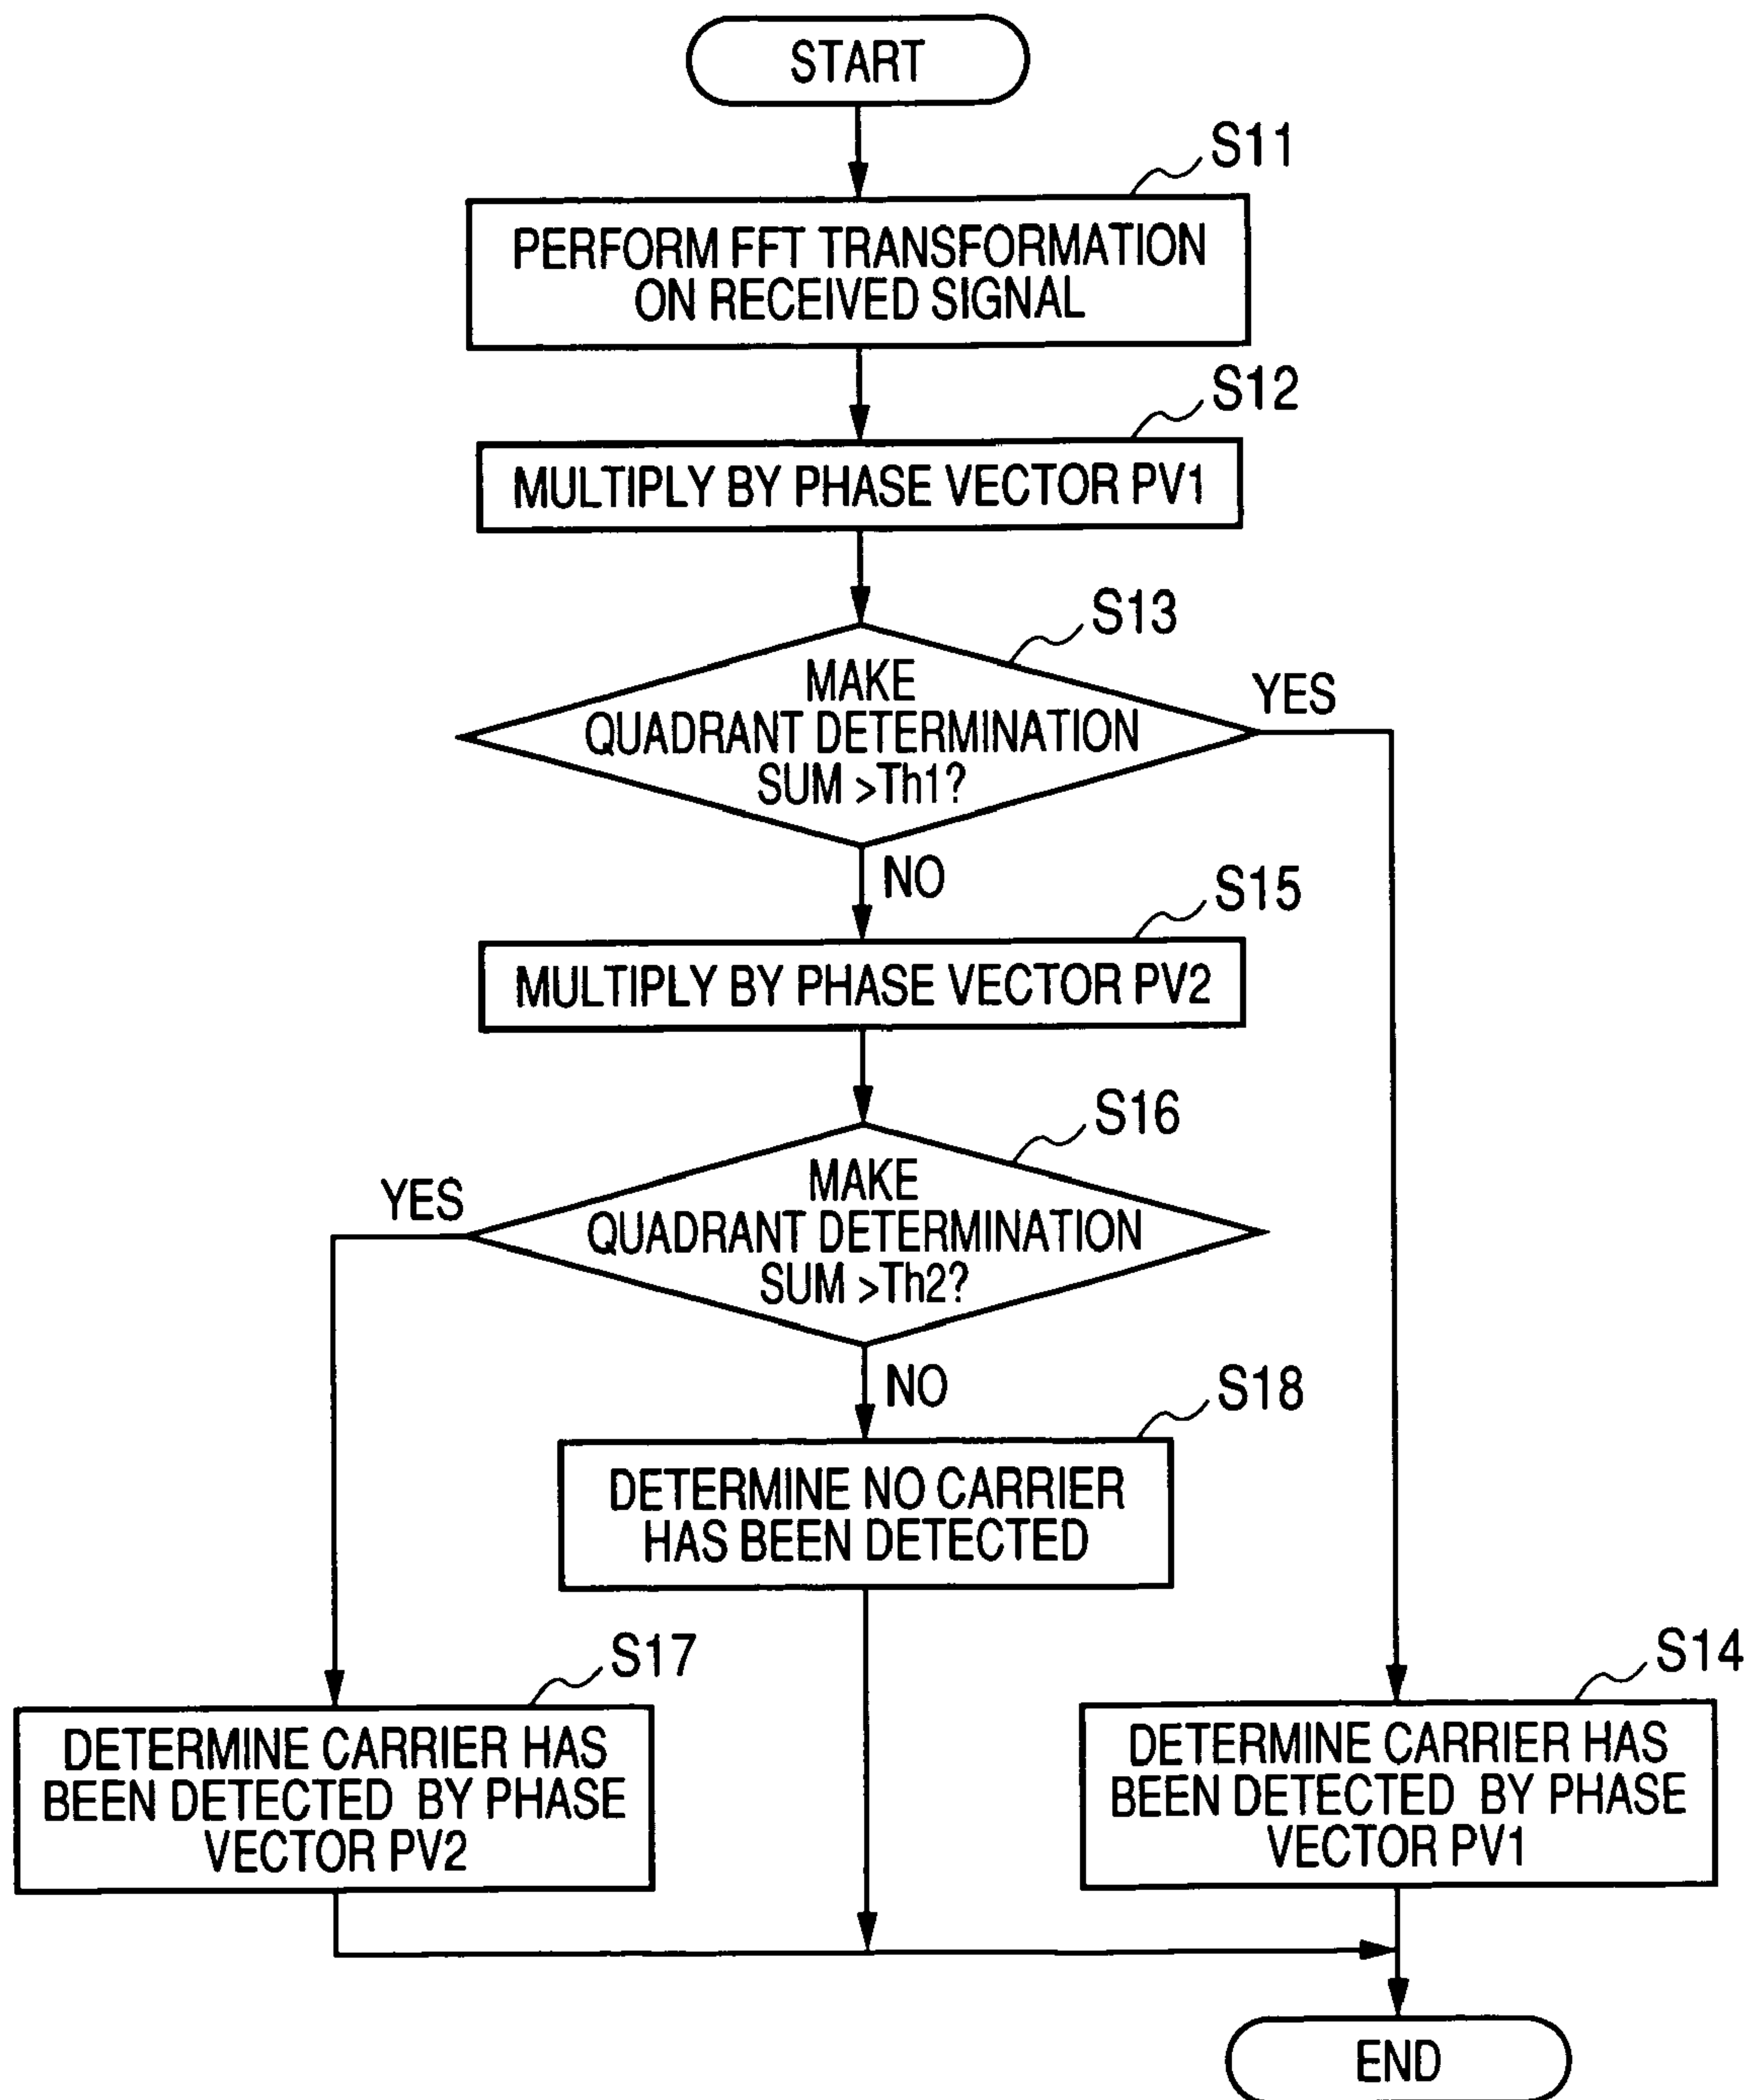 START
S11
PERFORM FFT TRANSFORMATION
ON RECEIVED SIGNAL
S12
MULTIPLY BY PHASE VECTOR PV1
S13
MAKE
QUADRANT DETERMINATION
SUM >Th1?
YES
NO
S15
MULTIPLY BY PHASE VECTOR PV2
S16
MAKE
QUADRANT DETERMINATION
SUM >Th2?
YES
NO
S18
DETERMINE NO CARRIER
HAS BEEN DETECTED
S17
DETERMINE CARRIER HAS
BEEN DETECTED BY PHASE
VECTOR PV2
S14
DETERMINE CARRIER HAS
BEEN DETECTED BY PHASE
VECTOR PV1
END